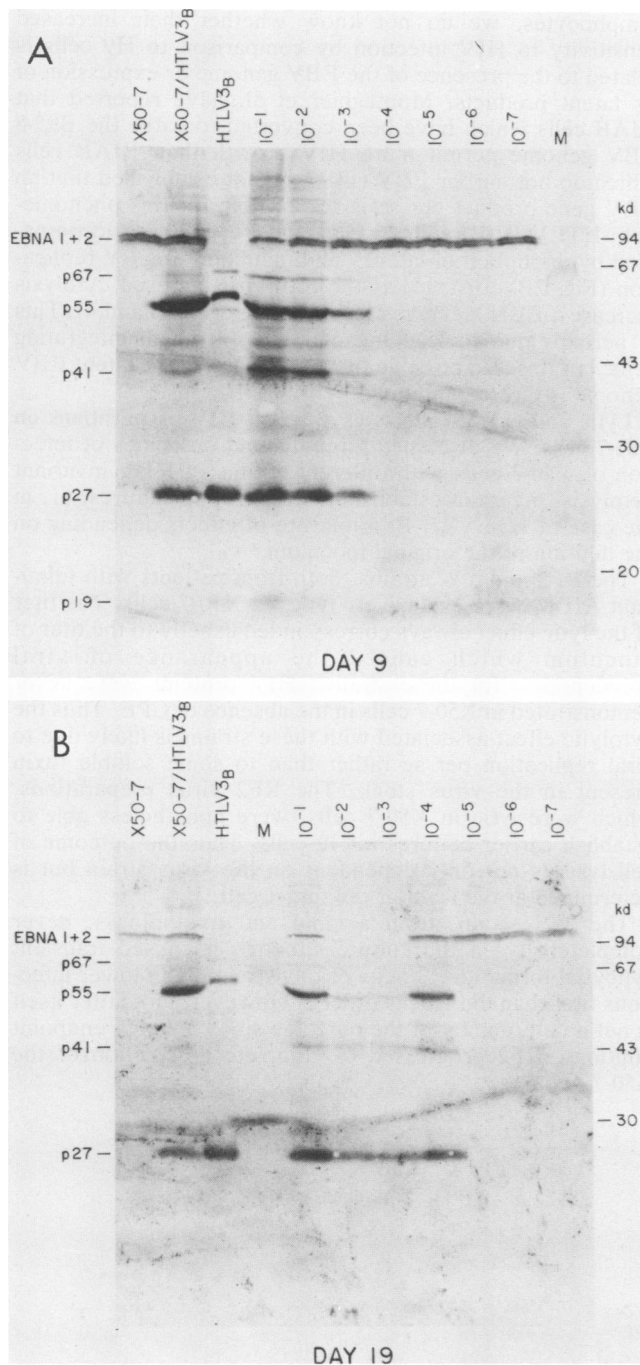 A
X50-7
X50-7/HTLV3B
HTLV3B
10-1
10-2
10-3
10-4
10-5
10-6
10-7
M
kd
EBNA 1+2
p67
p55
p41
p27
p19
94
67
43
30
20
DAY 9
B
X50-7
X50-7/HTLV3B
HTLV3B
M
10-1
10-2
10-3
10-4
10-5
10-6
10-7
kd
EBNA 1+2
p67
p55
p41
p27
94
67
43
30
DAY 19